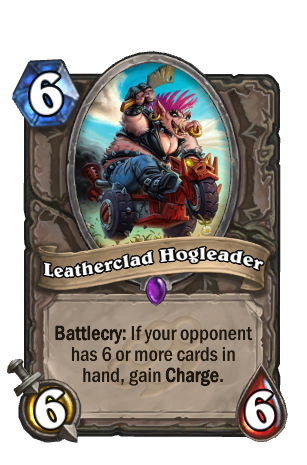 6
Leatherclad Hogleader
Battlecry: If your opponent
has 6 or more cards in
hand, gain Charge.
6
6